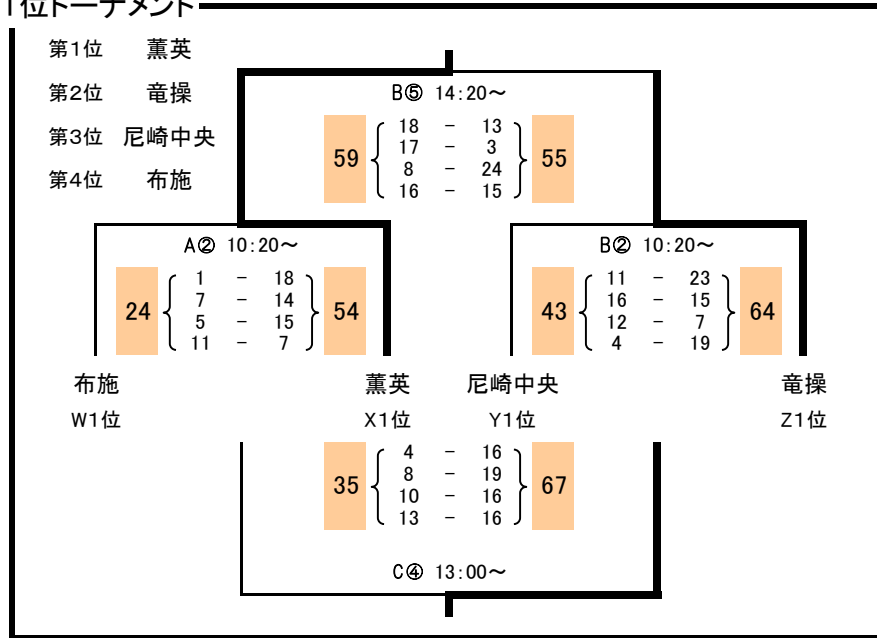 1位トーナメント
第1位 薫英
第2位 竜操
第3位 尼崎中央
第4位 布施
B⑤ 14:20～
59 55
18 － 13
17 － 3
8 － 24
16 － 15
A② 10:20～
24 54
1 － 18
7 － 14
5 － 15
11 － 7
B② 10:20～
43 64
11 － 23
16 － 15
12 － 7
4 － 19
布施 薫英 尼崎中央 竜操
W1位 X1位 Y1位 Z1位
35 67
4 － 16
8 － 19
10 － 16
13 － 16
C④ 13:00～